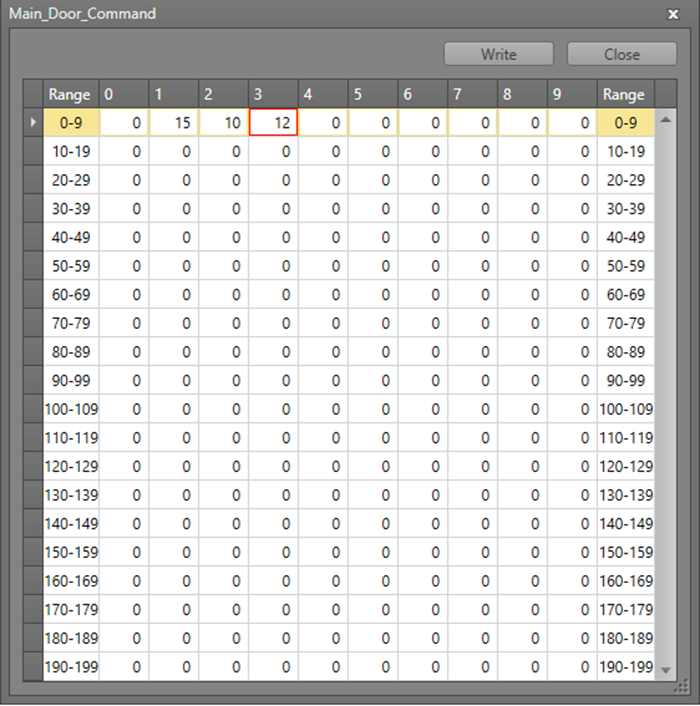 Main_Door_Command
Write Close
Range 0 1 2 3 4 5 6 7 8 9 Range
0-9 0 15 10 12 0 0 0 0 0 0 0-9
10-19 0 0 0 0 0 0 0 0 0 0 10-19
20-29 0 0 0 0 0 0 0 0 0 0 20-29
30-39 0 0 0 0 0 0 0 0 0 0 30-39
40-49 0 0 0 0 0 0 0 0 0 0 40-49
50-59 0 0 0 0 0 0 0 0 0 0 50-59
60-69 0 0 0 0 0 0 0 0 0 0 60-69
70-79 0 0 0 0 0 0 0 0 0 0 70-79
80-89 0 0 0 0 0 0 0 0 0 0 80-89
90-99 0 0 0 0 0 0 0 0 0 0 90-99
100-109 0 0 0 0 0 0 0 0 0 0 100-109
110-119 0 0 0 0 0 0 0 0 0 0 110-119
120-129 0 0 0 0 0 0 0 0 0 0 120-129
130-139 0 0 0 0 0 0 0 0 0 0 130-139
140-149 0 0 0 0 0 0 0 0 0 0 140-149
150-159 0 0 0 0 0 0 0 0 0 0 150-159
160-169 0 0 0 0 0 0 0 0 0 0 160-169
170-179 0 0 0 0 0 0 0 0 0 0 170-179
180-189 0 0 0 0 0 0 0 0 0 0 180-189
190-199 0 0 0 0 0 0 0 0 0 0 190-199